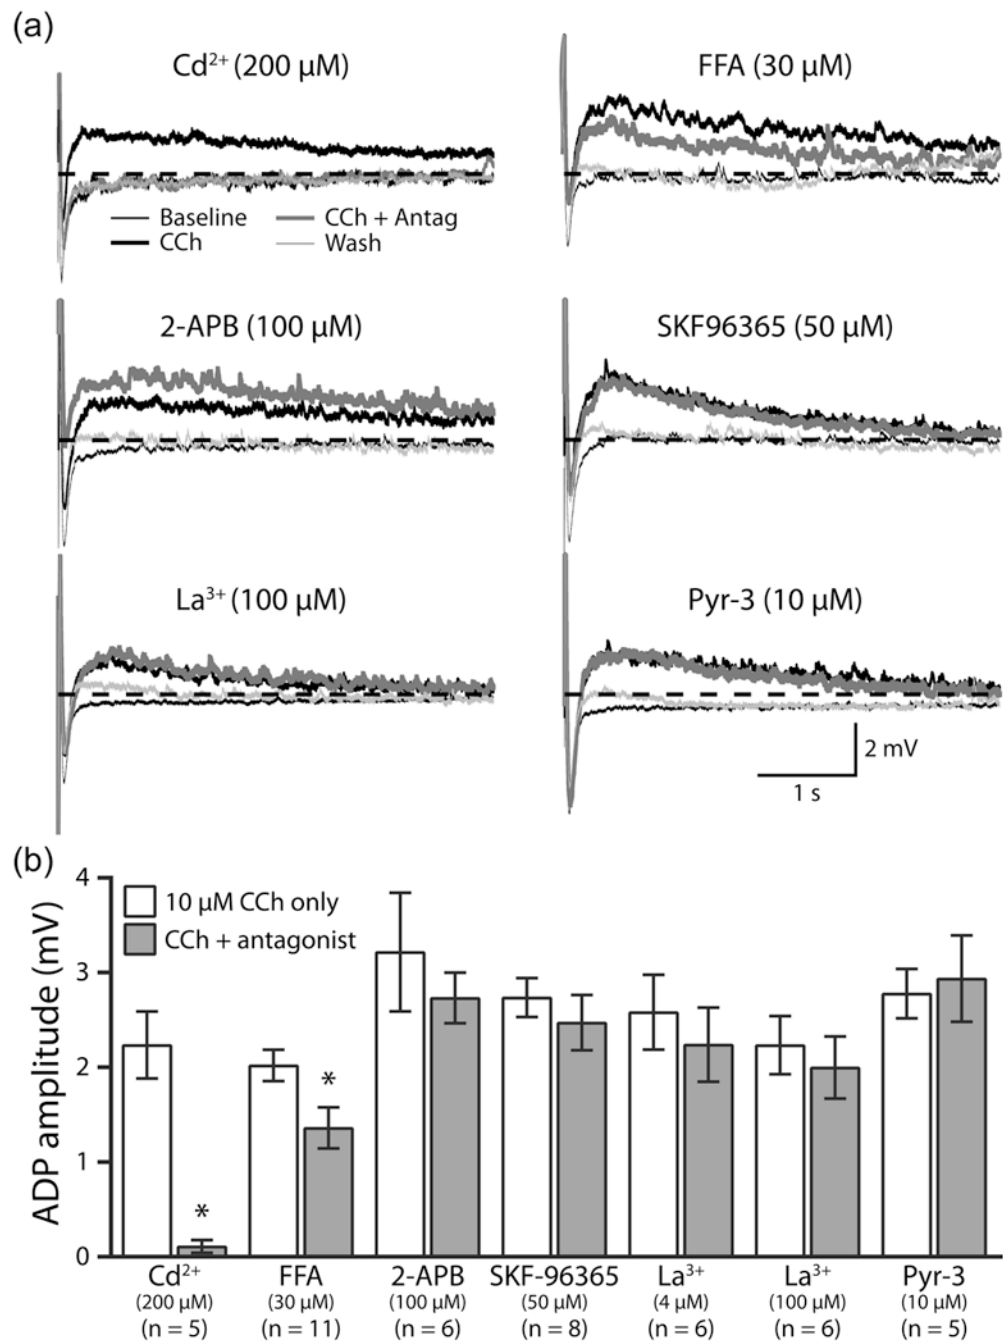 (a)
Cd²⁺ (200 µM)
FFA (30 µM)
Baseline
CCh + Antag
CCh
Wash
2-APB (100 µM)
SKF96365 (50 µM)
La³⁺ (100 µM)
Pyr-3 (10 µM)
2 mV
1 s
(b)
4
10 µM CCh only
CCh + antagonist
3
2
1
0
ADP amplitude (mV)
*
*
Cd²⁺ FFA 2-APB SKF-96365 La³⁺ La³⁺ Pyr-3
(200 µM) (30 µM) (100 µM) (50 µM) (4 µM) (100 µM) (10 µM)
(n = 5) (n = 11) (n = 6) (n = 8) (n = 6) (n = 6) (n = 5)